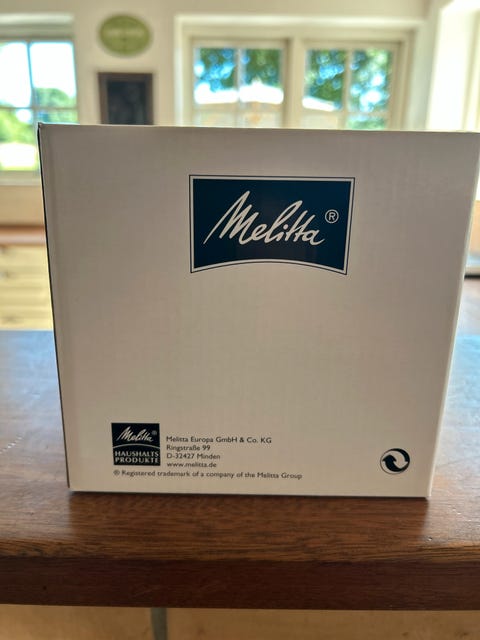 Melitta®
Melitta®
HAUSHALTS
PRODUKTE
Melitta Europa GmbH & Co. KG
Ringstraße 99
D-32427 Minden
www.melitta.de
® Registered trademark of a company of the Melitta Group